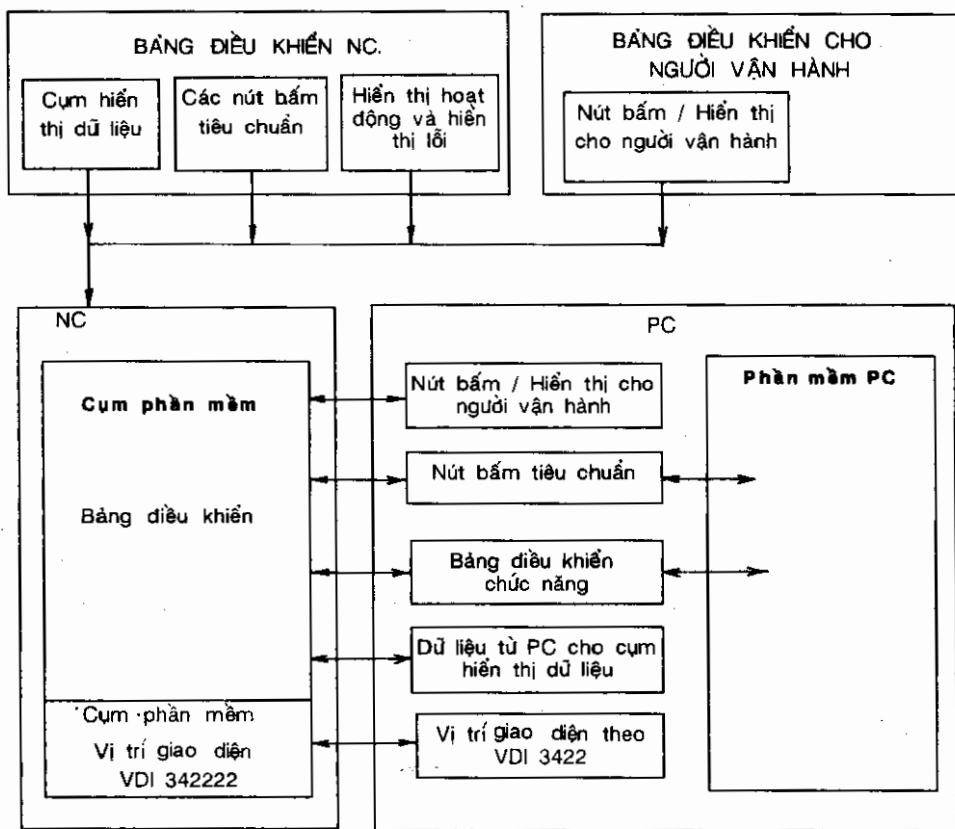 BẢNG ĐIỀU KHIỂN NC.
Cụm hiển
thị dữ liệu
Các nút bấm
tiêu chuẩn
Hiển thị hoạt
động và hiển
thị lỗi
BẢNG ĐIỀU KHIỂN CHO
NGƯỜI VẬN HÀNH
Nút bấm / Hiển thị
cho người vận hành
NC
Cụm phần mềm
Bảng điều khiển
Cụm phần mềm
Vị trí giao diện
VDI 342222
PC
Nút bấm / Hiển thị cho
người vận hành
Nút bấm tiêu chuẩn
Bảng điều khiển
chức năng
Dữ liệu từ PC cho cụm
hiển thị dữ liệu
Vị trí giao diện theo
VDI 3422
Phần mềm PC